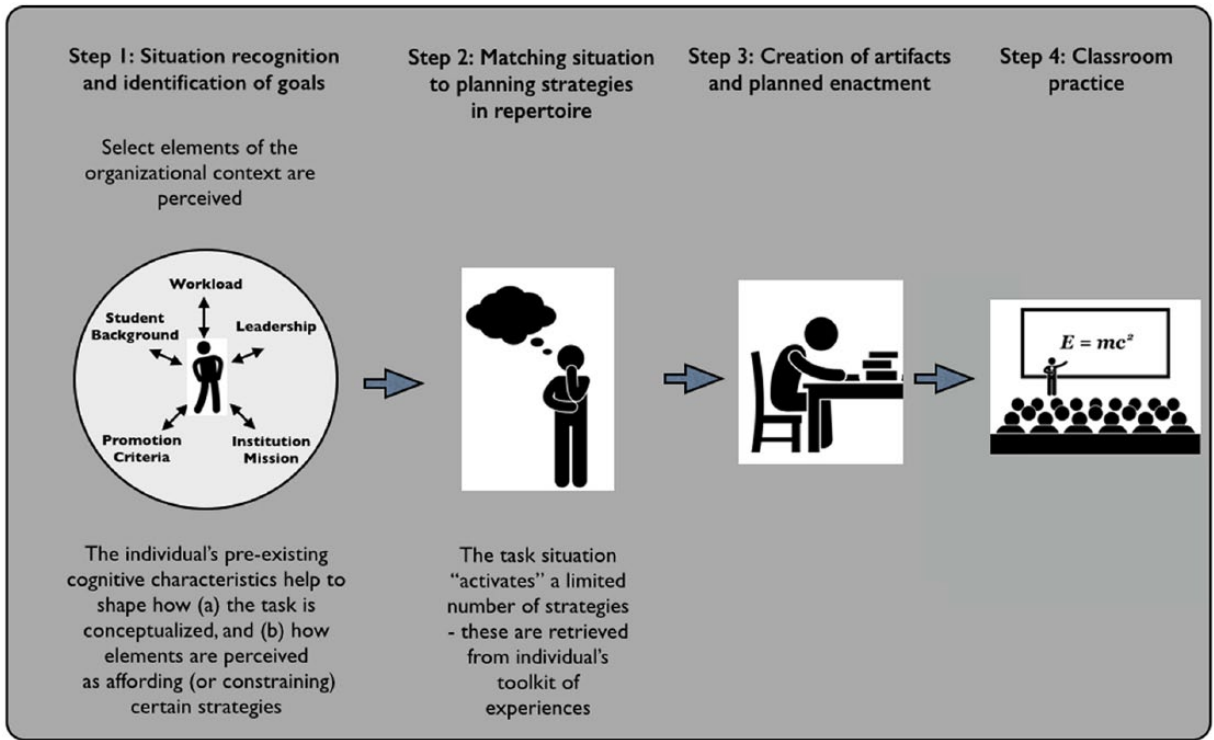 Step 1: Situation recognition
and identification of goals
Select elements of the
organizational context are
perceived
Workload
Student
Background
Leadership
Promotion
Criteria
Institution
Mission
The individual's pre-existing
cognitive characteristics help to
shape how (a) the task is
conceptualized, and (b) how
elements are perceived
as affording (or constraining)
certain strategies
Step 2: Matching situation
to planning strategies
in repertoire
The task situation
“activates” a limited
number of strategies
- these are retrieved
from individual's
toolkit of
experiences
Step 3: Creation of artifacts
and planned enactment
Step 4: Classroom
practice
E = mc²